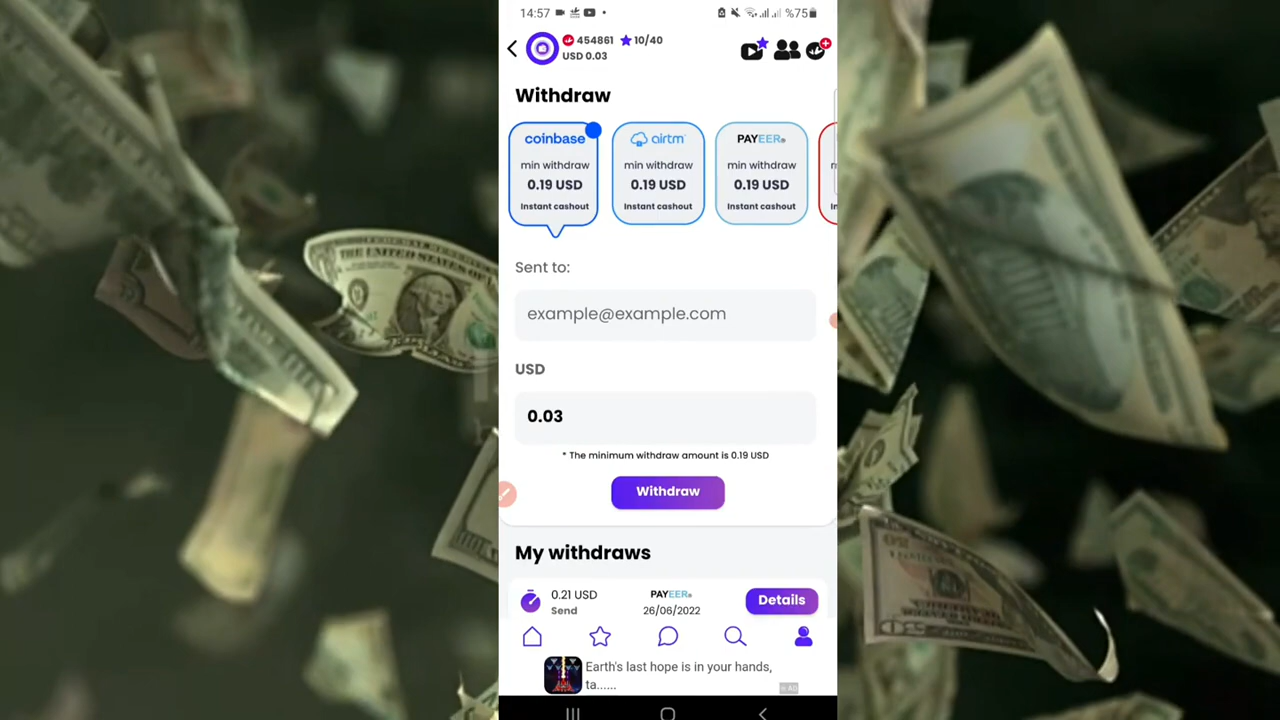 14:57
%75
454861 10/40
USD 0.03
Withdraw
coinbase
min withdraw
0.19 USD
Instant cashout
airtm
min withdraw
0.19 USD
Instant cashout
PAYEER
min withdraw
0.19 USD
Instant cashout
Sent to:
example@example.com
USD
0.03
* The minimum withdraw amount is 0.19 USD
Withdraw
My withdraws
0.21 USD
Send
PAYEER
26/06/2022
Details
Earth's last hope is in your hands,
ta......